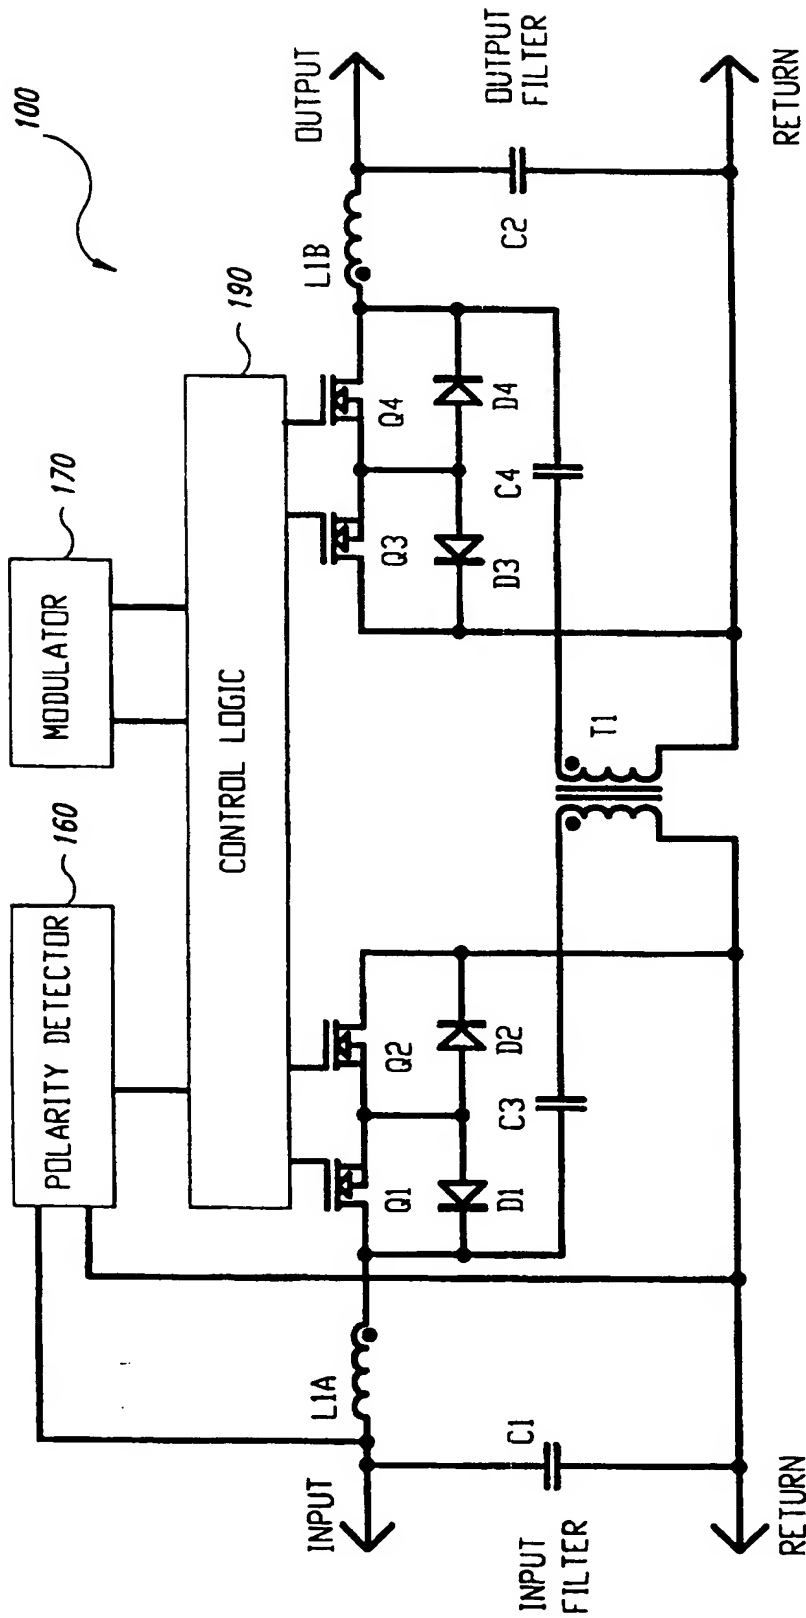 100
MODULATOR
170
POLARITY DETECTOR
160
CONTROL LOGIC
190
INPUT
L1A
Q1
Q2
Q3
Q4
L1B
OUTPUT
D1
D2
D3
D4
INPUT
FILTER
C1
C3
T1
C4
C2
OUTPUT
FILTER
RETURN
RETURN